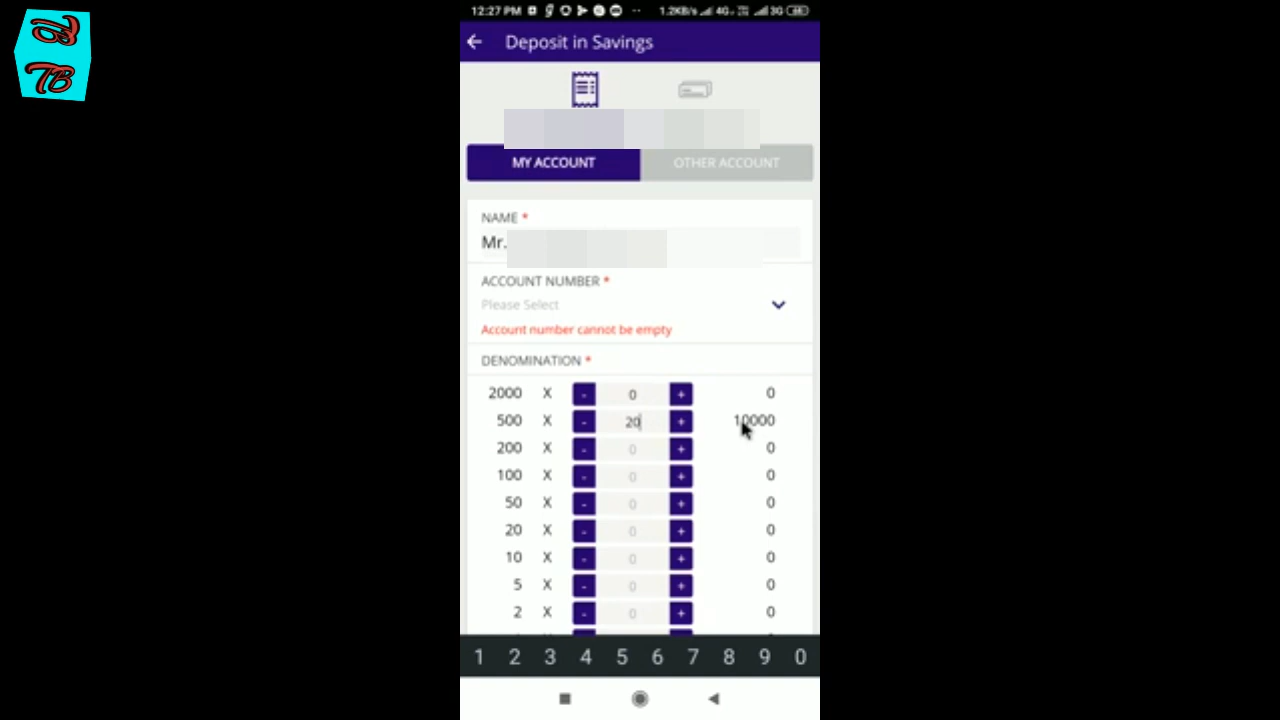 JTB
12:27 PM 1.2KB/s 4G 3G 68
Deposit in Savings
MY ACCOUNT OTHER ACCOUNT
NAME *
Mr.
ACCOUNT NUMBER *
Please Select
Account number cannot be empty
DENOMINATION *
2000 X - 0 + 0
500 X - 20 + 10000
200 X - 0 + 0
100 X - 0 + 0
50 X - 0 + 0
20 X - 0 + 0
10 X - 0 + 0
5 X - 0 + 0
2 X - 0 + 0
1 2 3 4 5 6 7 8 9 0